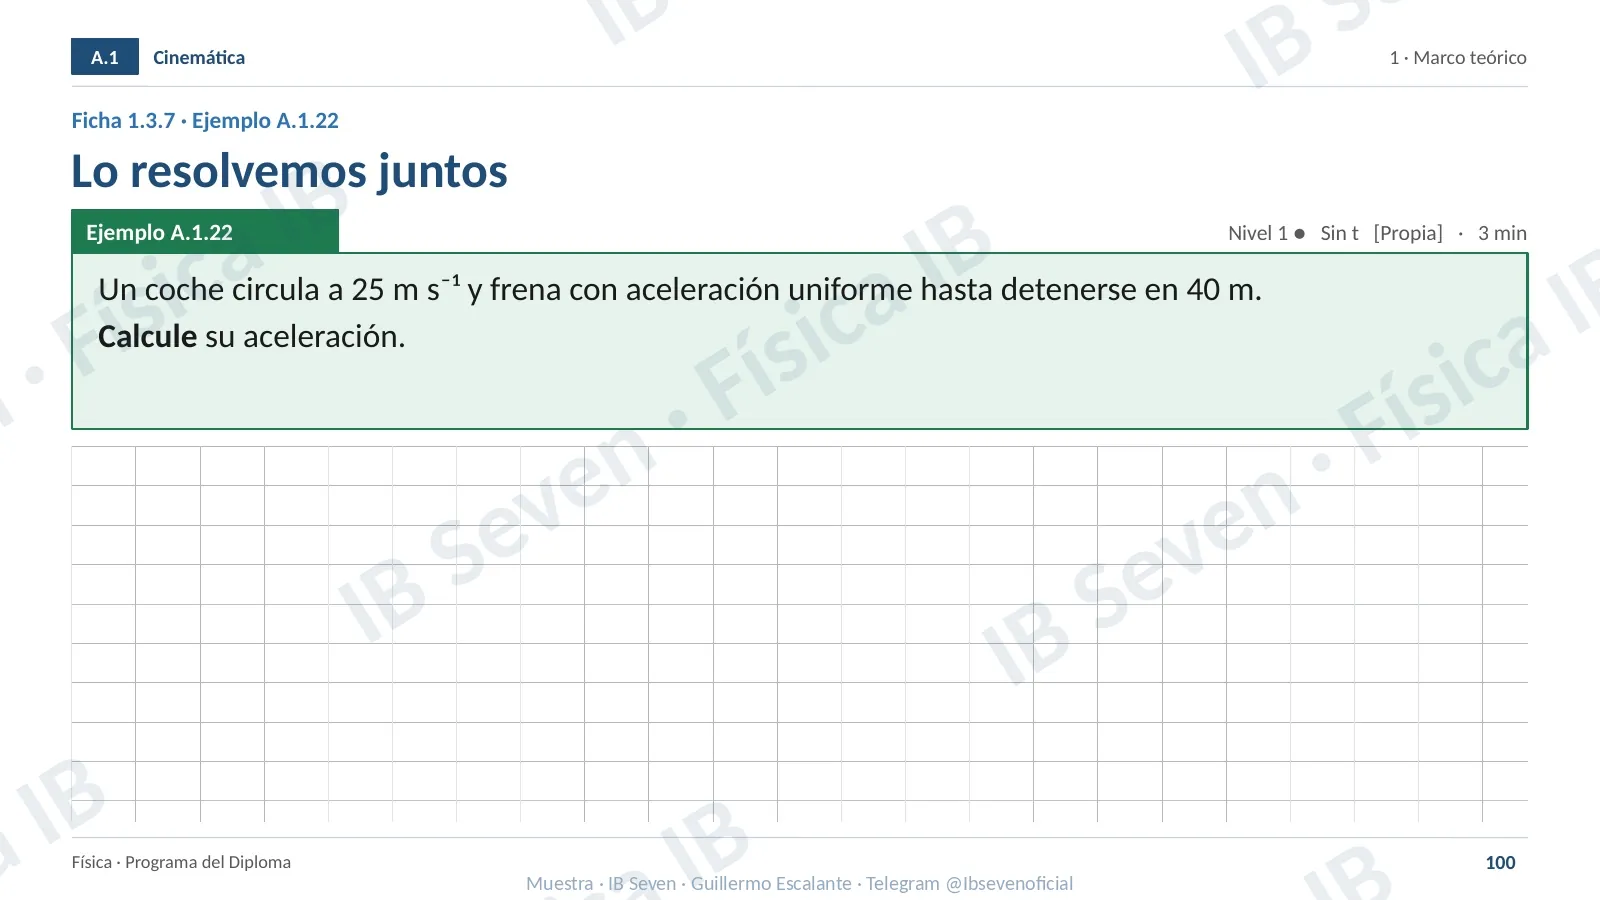 A.1 Cinemática
1 · Marco teórico
Ficha 1.3.7 · Ejemplo A.1.22
Lo resolvemos juntos
Ejemplo A.1.22
Nivel 1 ● Sin t [Propia] · 3 min
Un coche circula a 25 m s⁻¹ y frena con aceleración uniforme hasta detenerse en 40 m.
Calcule su aceleración.
IB Seven · Física IB
IB Seven · Física IB
Física · Programa del Diploma
100
Muestra · IB Seven · Guillermo Escalante · Telegram @Ibsevenoficial